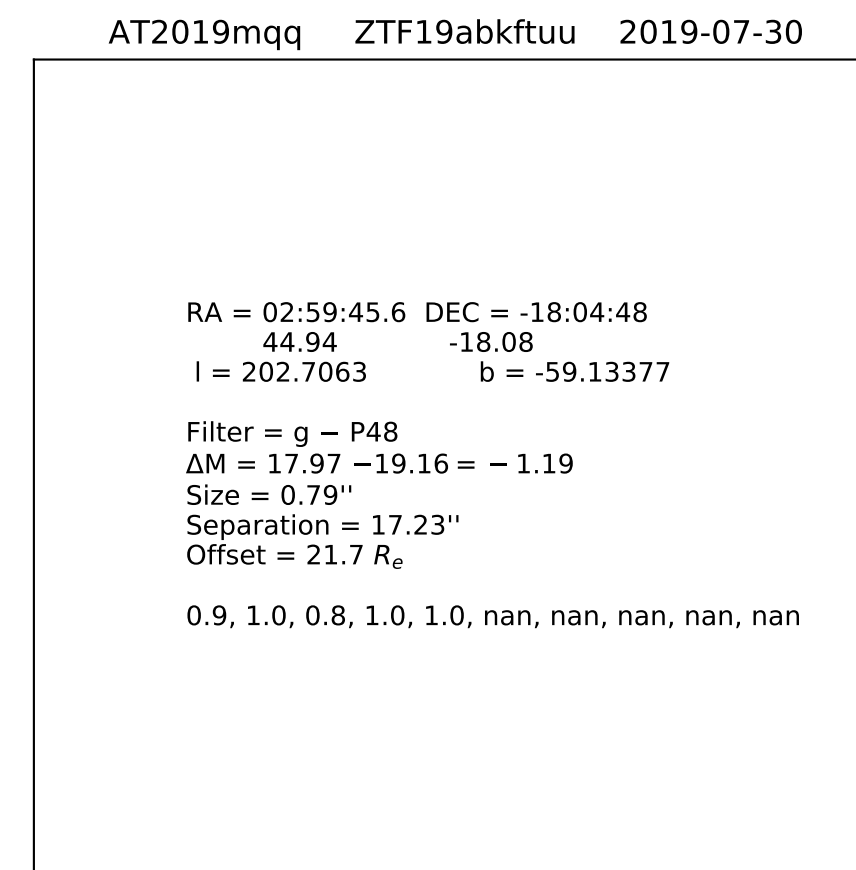 AT2019mqq ZTF19abkftuu 2019-07-30
RA = 02:59:45.6 DEC = -18:04:48
44.94 -18.08
l = 202.7063 b = -59.13377
Filter = g − P48
ΔM = 17.97 −19.16 = − 1.19
Size = 0.79''
Separation = 17.23''
Offset = 21.7 Rₑ
0.9, 1.0, 0.8, 1.0, 1.0, nan, nan, nan, nan, nan